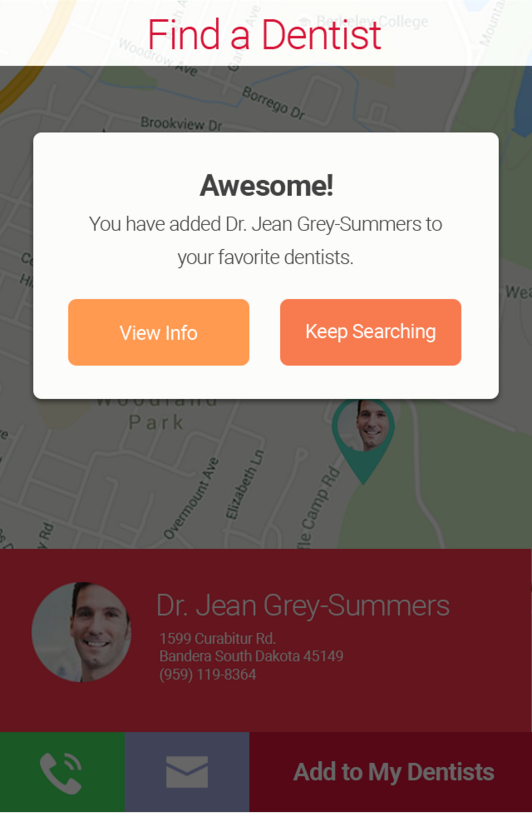 Find a Dentist
Berkeley College
Woodrow Ave
Borrego Dr
Brookview Dr
Awesome!
You have added Dr. Jean Grey-Summers to
your favorite dentists.
View Info
Keep Searching
Woodland
Park
Overmount Ave
Elizabeth Ln
Camp Rd
Dr. Jean Grey-Summers
1599 Curabitur Rd.
Bandera South Dakota 45149
(959) 119-8364
Add to My Dentists